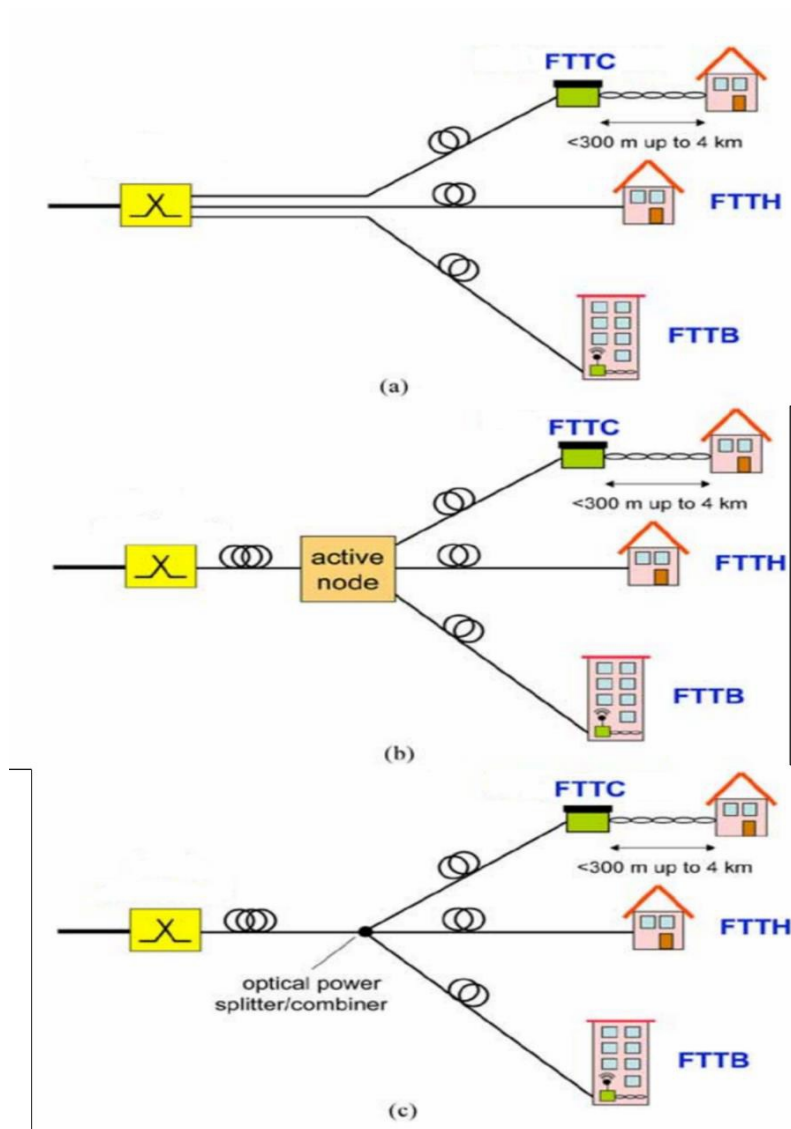 FTTC
<300 m up to 4 km
FTTH
FTTB
(a)
FTTC
<300 m up to 4 km
active
node
FTTH
FTTB
(b)
FTTC
<300 m up to 4 km
FTTH
optical power
splitter/combiner
FTTB
(c)